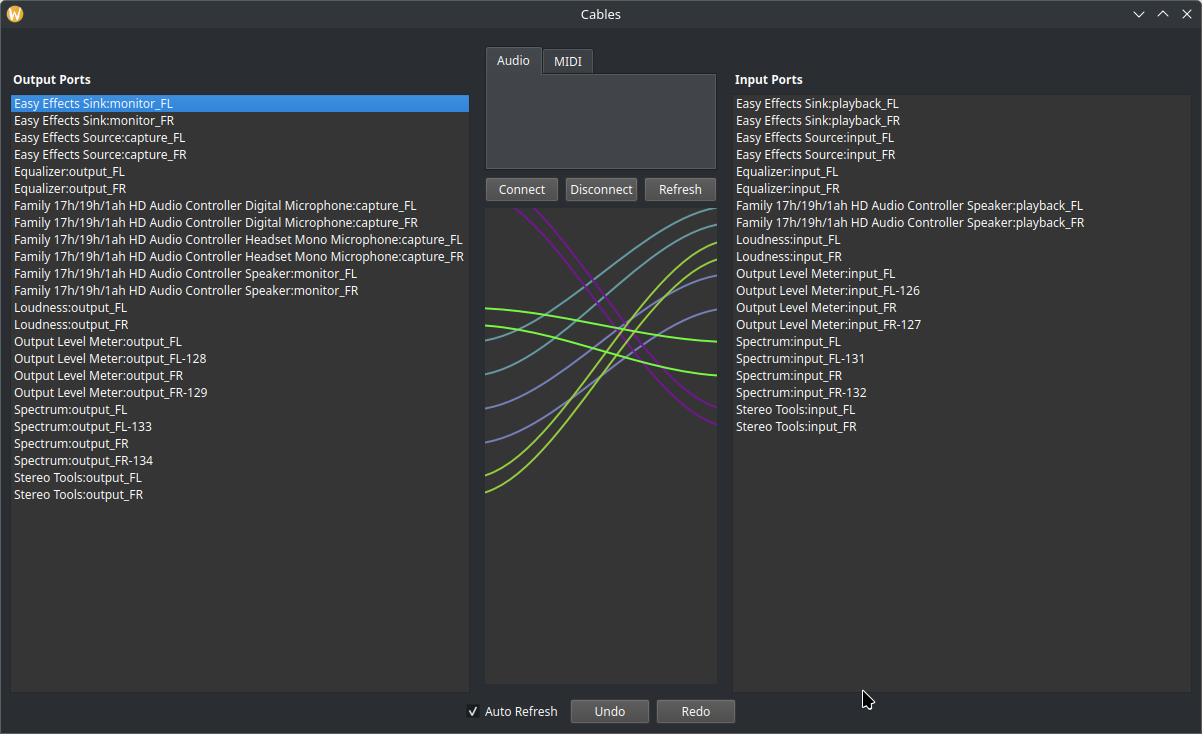 Cables
Audio
MIDI
Output Ports
Input Ports
Easy Effects Sink:monitor_FL
Easy Effects Sink:monitor_FR
Easy Effects Source:capture_FL
Easy Effects Source:capture_FR
Equalizer:output_FL
Equalizer:output_FR
Family 17h/19h/1ah HD Audio Controller Digital Microphone:capture_FL
Family 17h/19h/1ah HD Audio Controller Digital Microphone:capture_FR
Family 17h/19h/1ah HD Audio Controller Headset Mono Microphone:capture_FL
Family 17h/19h/1ah HD Audio Controller Headset Mono Microphone:capture_FR
Family 17h/19h/1ah HD Audio Controller Speaker:monitor_FL
Family 17h/19h/1ah HD Audio Controller Speaker:monitor_FR
Loudness:output_FL
Loudness:output_FR
Output Level Meter:output_FL
Output Level Meter:output_FL-128
Output Level Meter:output_FR
Output Level Meter:output_FR-129
Spectrum:output_FL
Spectrum:output_FL-133
Spectrum:output_FR
Spectrum:output_FR-134
Stereo Tools:output_FL
Stereo Tools:output_FR
Connect
Disconnect
Refresh
Easy Effects Sink:playback_FL
Easy Effects Sink:playback_FR
Easy Effects Source:input_FL
Easy Effects Source:input_FR
Equalizer:input_FL
Equalizer:input_FR
Family 17h/19h/1ah HD Audio Controller Speaker:playback_FL
Family 17h/19h/1ah HD Audio Controller Speaker:playback_FR
Loudness:input_FL
Loudness:input_FR
Output Level Meter:input_FL
Output Level Meter:input_FL-126
Output Level Meter:input_FR
Output Level Meter:input_FR-127
Spectrum:input_FL
Spectrum:input_FL-131
Spectrum:input_FR
Spectrum:input_FR-132
Stereo Tools:input_FL
Stereo Tools:input_FR
Auto Refresh
Undo
Redo